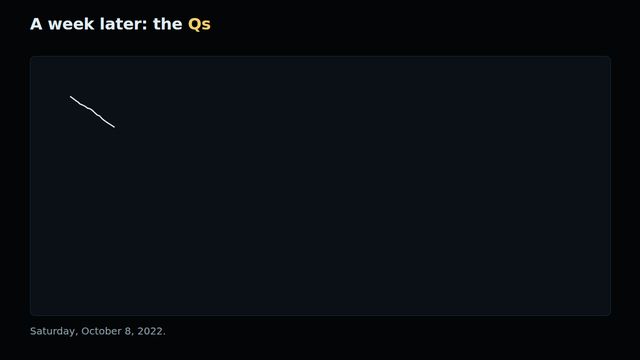 A week later: the Qs
Saturday, October 8, 2022.